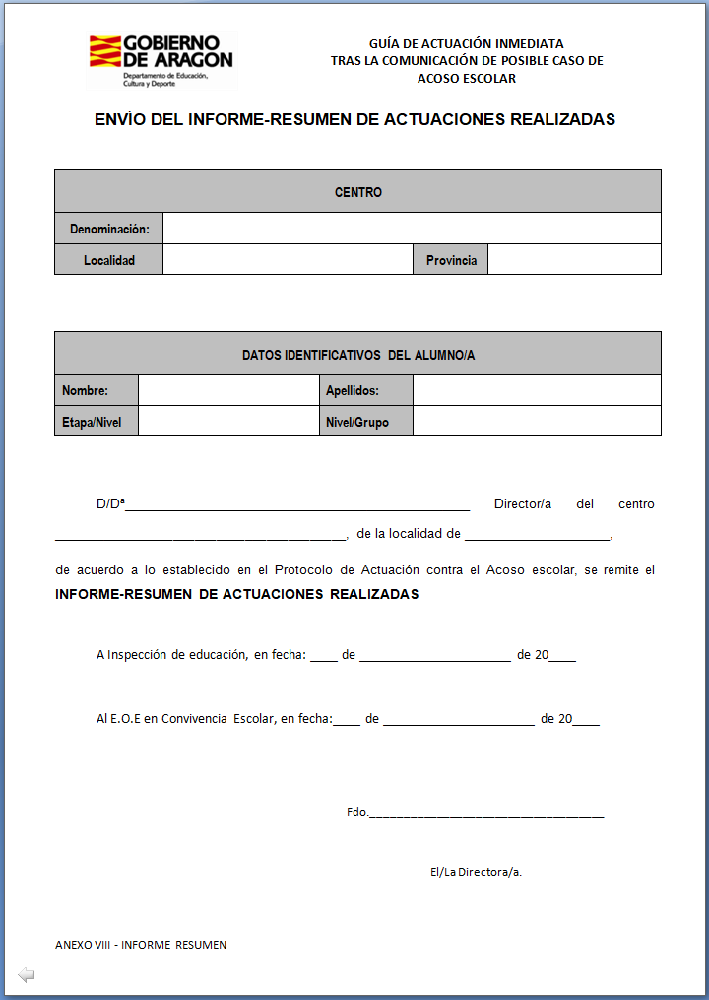 GOBIERNO
DE ARAGON
Departamento de Educación,
Cultura y Deporte
GUÍA DE ACTUACIÓN INMEDIATA
TRAS LA COMUNICACIÓN DE POSIBLE CASO DE
ACOSO ESCOLAR
ENVÌO DEL INFORME-RESUMEN DE ACTUACIONES REALIZADAS
CENTRO
Denominación:
Localidad Provincia
DATOS IDENTIFICATIVOS DEL ALUMNO/A
Nombre: Apellidos:
Etapa/Nivel Nivel/Grupo
D/Dª_______________________________________________ Director/a del centro
________________________________________, de la localidad de ____________________,
de acuerdo a lo establecido en el Protocolo de Actuación contra el Acoso escolar, se remite el
INFORME-RESUMEN DE ACTUACIONES REALIZADAS
A Inspección de educación, en fecha: ____ de ______________________ de 20____
Al E.O.E en Convivencia Escolar, en fecha:____ de ______________________ de 20____
Fdo.___________________________________
El/La Directora/a.
ANEXO VIII - INFORME RESUMEN